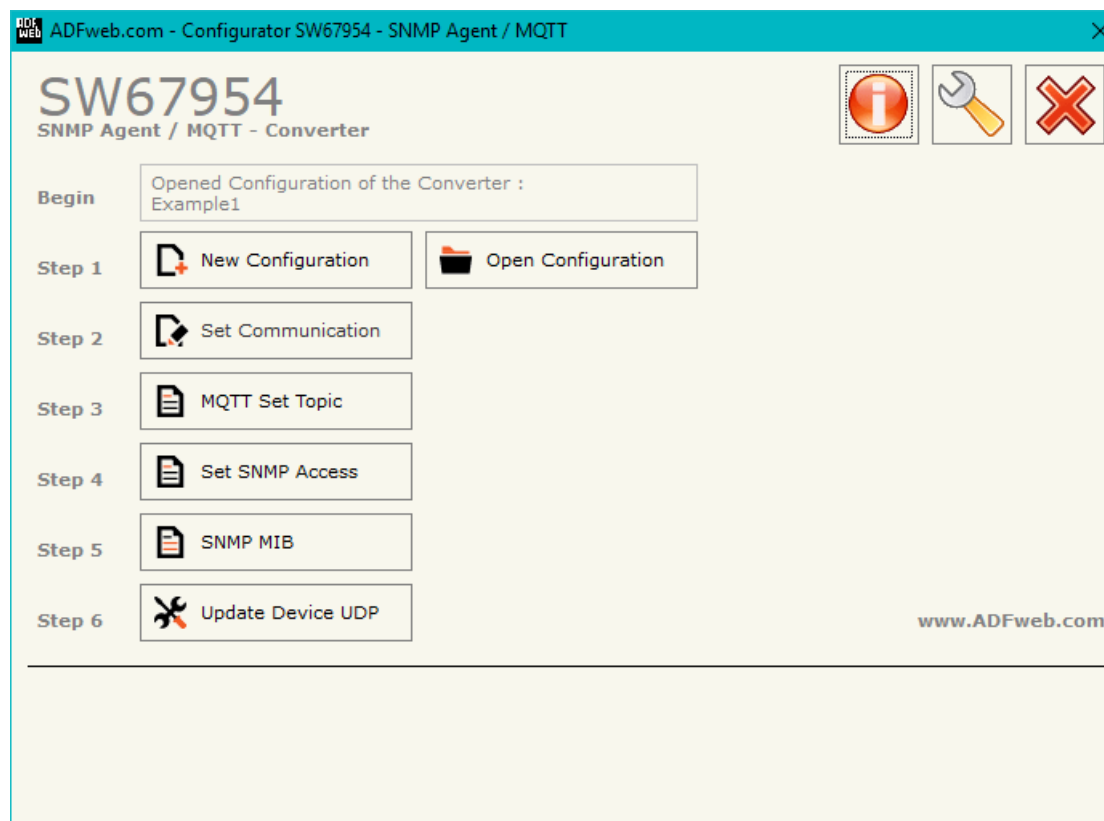 ADF WEB ADFweb.com - Configurator SW67954 - SNMP Agent / MQTT
SW67954
SNMP Agent / MQTT - Converter
Begin
Opened Configuration of the Converter :
Example1
Step 1
New Configuration
Open Configuration
Step 2
Set Communication
Step 3
MQTT Set Topic
Step 4
Set SNMP Access
Step 5
SNMP MIB
Step 6
Update Device UDP
www.ADFweb.com